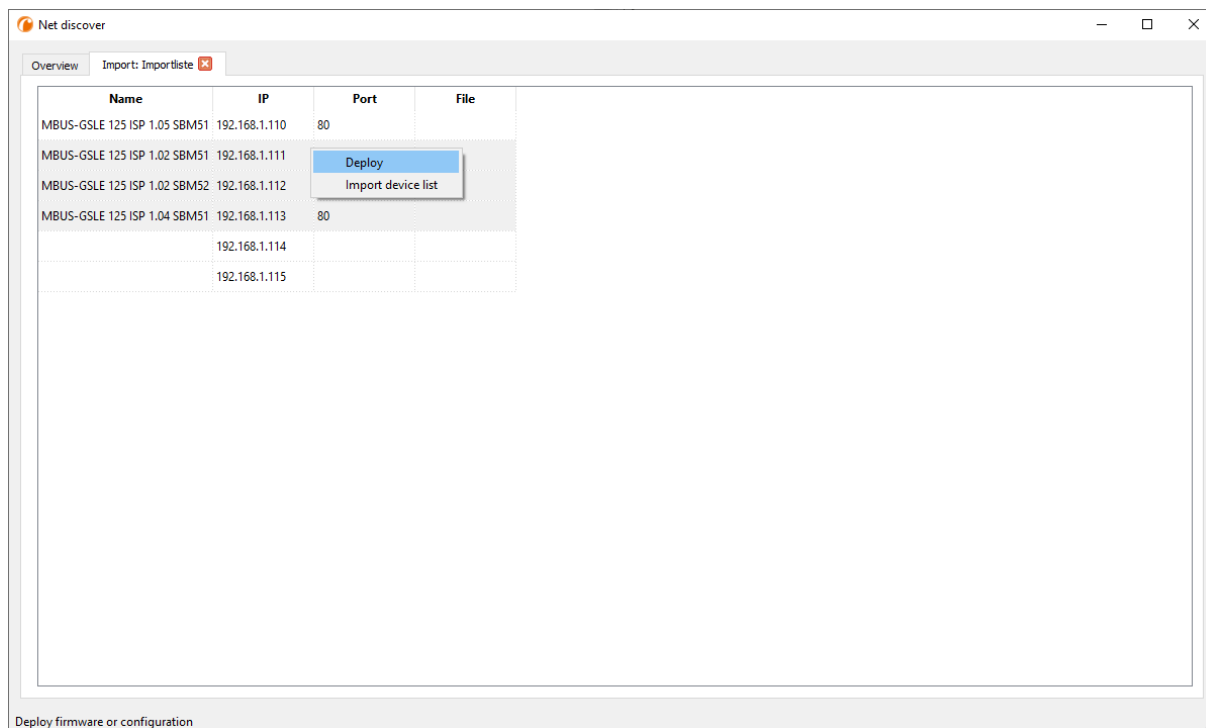 Net discover
Overview Import: Importliste
Name IP Port File
MBUS-GSLE 125 ISP 1.05 SBM51 192.168.1.110 80
MBUS-GSLE 125 ISP 1.02 SBM51 192.168.1.111
Deploy
MBUS-GSLE 125 ISP 1.02 SBM52 192.168.1.112
Import device list
MBUS-GSLE 125 ISP 1.04 SBM51 192.168.1.113 80
192.168.1.114
192.168.1.115
Deploy firmware or configuration